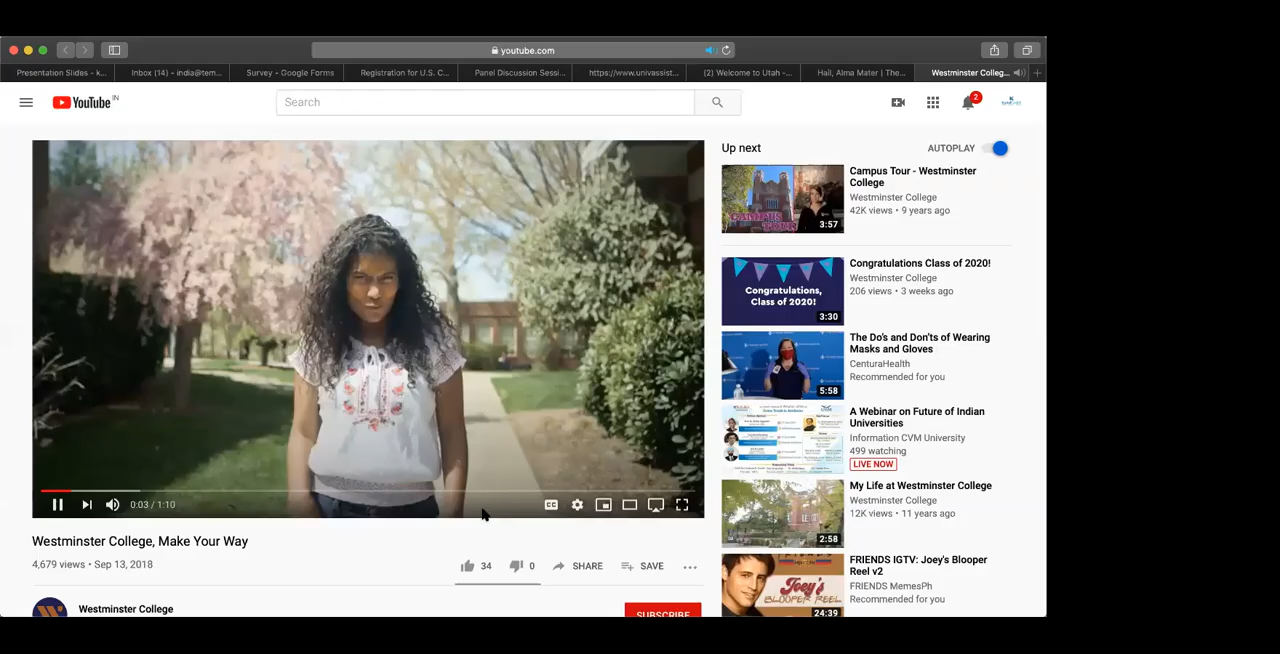 youtube.com
Presentation Slides - k...
Inbox (14) - india@tem...
Survey - Google Forms
Registration for U.S. C...
Panel Discussion Sessi...
https://www.univassist...
(2) Welcome to Utah -...
Hail, Alma Mater | The...
Westminster Colleg...
YouTube IN
Search
2
Up next
AUTOPLAY
CAMPUS TOUR
3:57
Campus Tour - Westminster
College
Westminster College
42K views • 9 years ago
Congratulations,
Class of 2020!
3:30
Congratulations Class of 2020!
Westminster College
206 views • 3 weeks ago
5:58
The Do's and Don'ts of Wearing
Masks and Gloves
CenturaHealth
Recommended for you
A Webinar on Future of Indian
Universities
Information CVM University
499 watching
LIVE NOW
2:58
My Life at Westminster College
Westminster College
12K views • 11 years ago
Joey's
BLOOPER REEL
24:39
FRIENDS IGTV: Joey's Blooper
Reel v2
FRIENDS MemesPh
Recommended for you
0:03 / 1:10
CC
Westminster College, Make Your Way
4,679 views • Sep 13, 2018
34
0
SHARE
SAVE
Westminster College
SUBSCRIBE